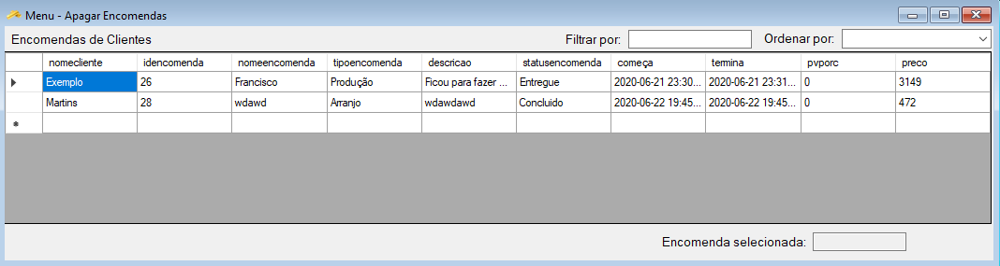 Menu - Apagar Encomendas
Encomendas de Clientes Filtrar por: Ordenar por:
nomecliente idencomenda nomeencomenda tipoencomenda descricao statusencomenda começa termina pvporc preco
Exemplo 26 Francisco Produção Ficou para fazer ... Entregue 2020-06-21 23:30... 2020-06-21 23:31... 0 3149
Martins 28 wdawd Arranjo wdawdawd Concluido 2020-06-22 19:45... 2020-06-22 19:45... 0 472
Encomenda selecionada: